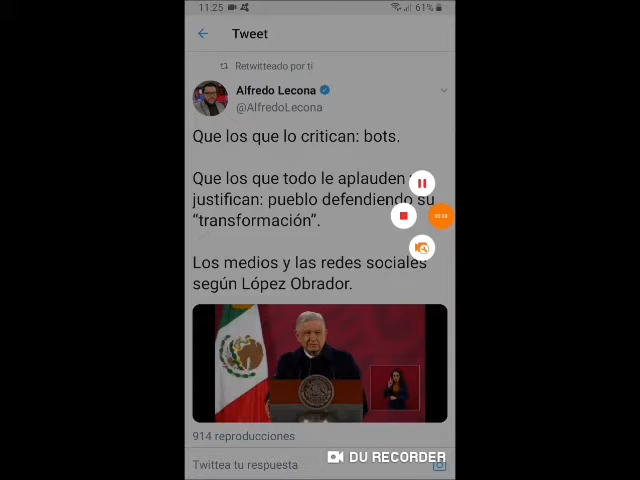 11:25
61%
Tweet
Retwitteado por ti
Alfredo Lecona
@AlfredoLecona
Que los que lo critican: bots.
Que los que todo le aplauden
justifican: pueblo defendiendo su
“transformación”.
Los medios y las redes sociales
según López Obrador.
914 reproducciones
DU RECORDER
Twittea tu respuesta